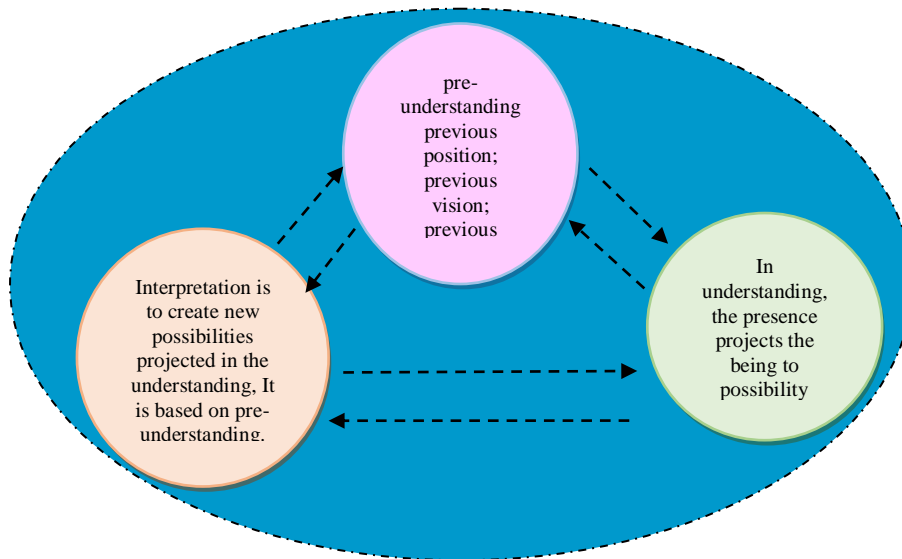 pre-
understanding
previous
position;
previous
vision;
previous
Interpretation is
to create new
possibilities
projected in the
understanding, It
is based on pre-
understanding.
In
understanding,
the presence
projects the
being to
possibility